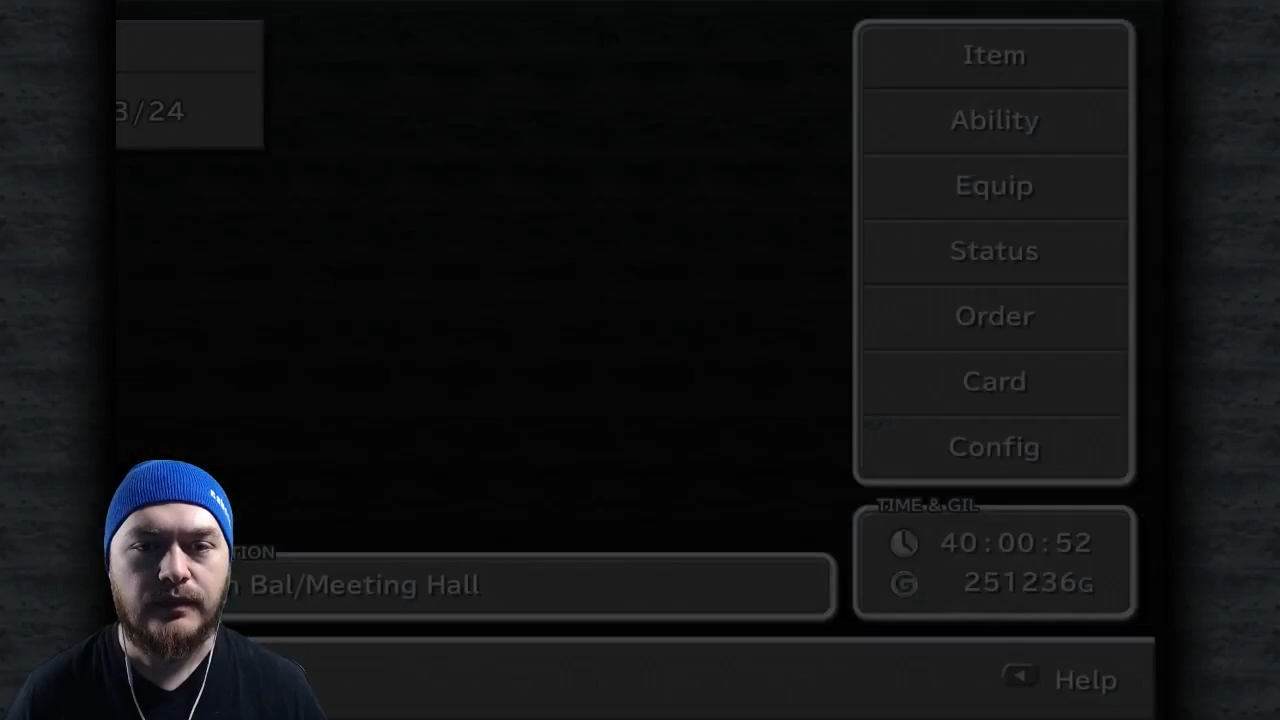 3/24
Item
Ability
Equip
Status
Order
Card
Config
TIME & GIL
40:00:52
251236G
TION
n Bal/Meeting Hall
Help